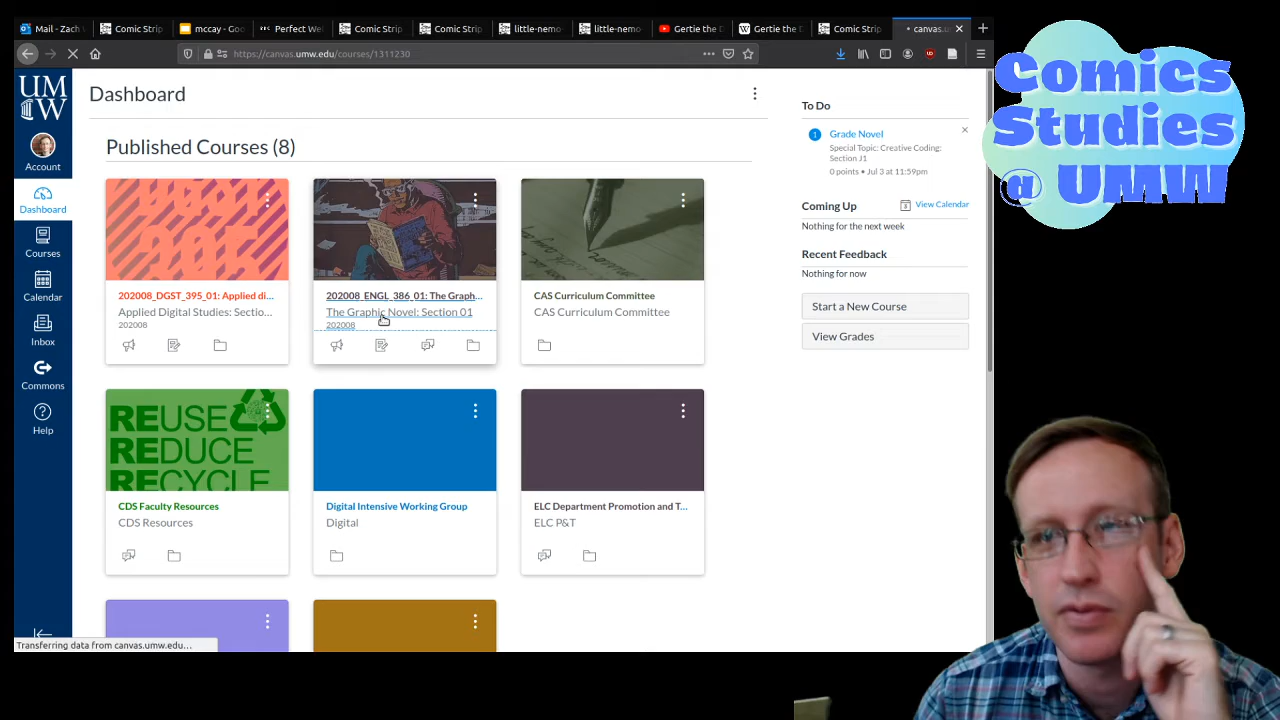 Mail - Zach
Comic Strip
mccay - Goo
Perfect Wel
Comic Strip
Comic Strip
little-nemo
little-nemo
Gertie the D
Gertie the D
Comic Strip
canvas.umw.e
https://canvas.umw.edu/courses/1311230
UMW
Account
Dashboard
Courses
Calendar
Inbox
Commons
Help
Dashboard
Published Courses (8)
202008_DGST_395_01: Applied di...
Applied Digital Studies: Sectio...
202008
202008_ENGL_386_01: The Graph...
The Graphic Novel: Section 01
202008
CAS Curriculum Committee
CAS Curriculum Committee
REUSE
REDUCE
RECYCLE
CDS Faculty Resources
CDS Resources
Digital Intensive Working Group
Digital
ELC Department Promotion and T...
ELC P&T
To Do
1
Grade Novel
Special Topic: Creative Coding:
Section J1
0 points • Jul 3 at 11:59pm
Coming Up
View Calendar
Nothing for the next week
Recent Feedback
Nothing for now
Start a New Course
View Grades
Transferring data from canvas.umw.edu...
Comics
Studies
@ UMW